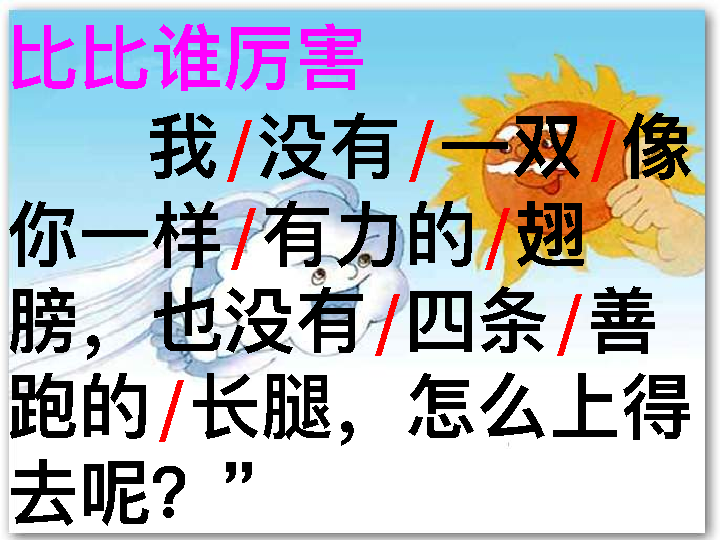 比比谁厉害
我/没有/一双/像
你一样/有力的/翅
膀，也没有/四条/善
跑的/长腿，怎么上得
去呢？”